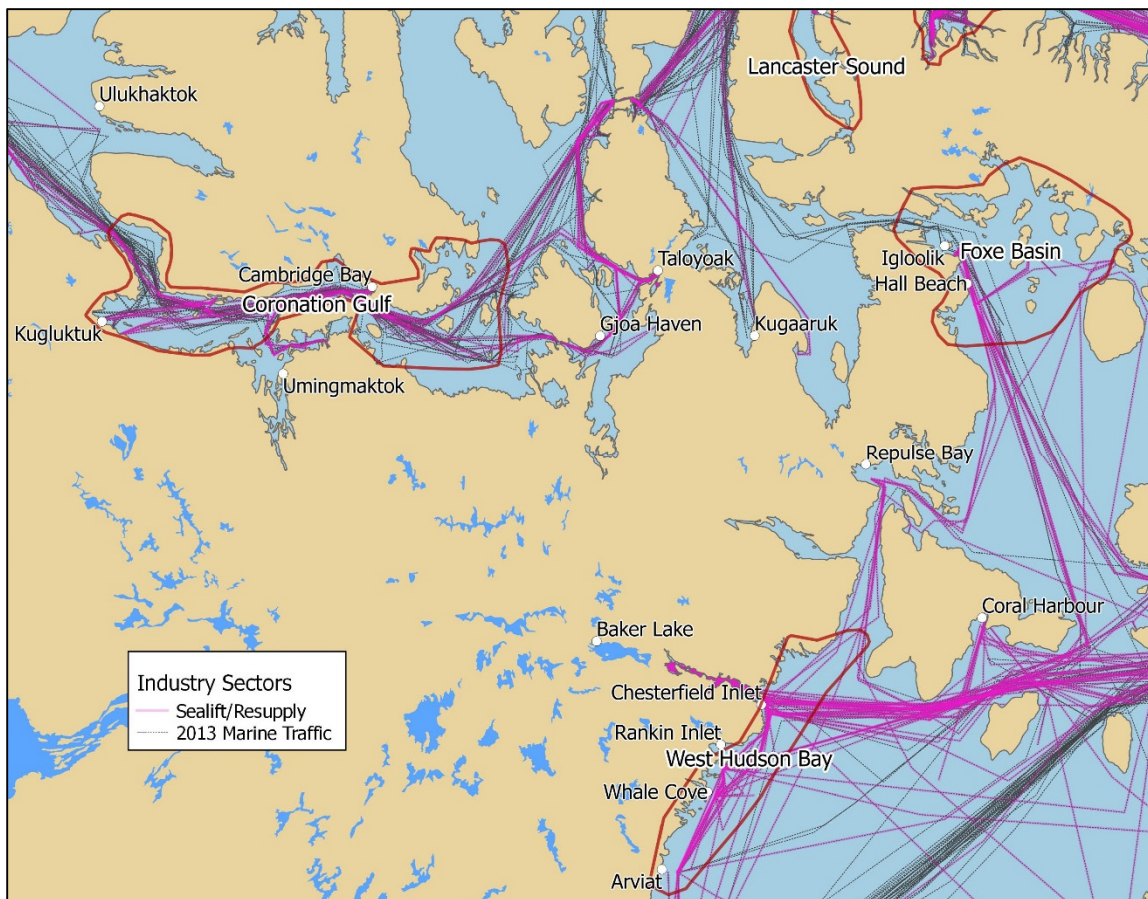 Lancaster Sound
Ulukhaktok
Igloolik
Foxe Basin
Hall Beach
Taloyoak
Cambridge Bay
Coronation Gulf
Kugluktuk
Gjoa Haven
Kugaaruk
Umingmaktok
Repulse Bay
Coral Harbour
Baker Lake
Chesterfield Inlet
Rankin Inlet
West Hudson Bay
Whale Cove
Arviat
Industry Sectors
Sealift/Resupply
2013 Marine Traffic